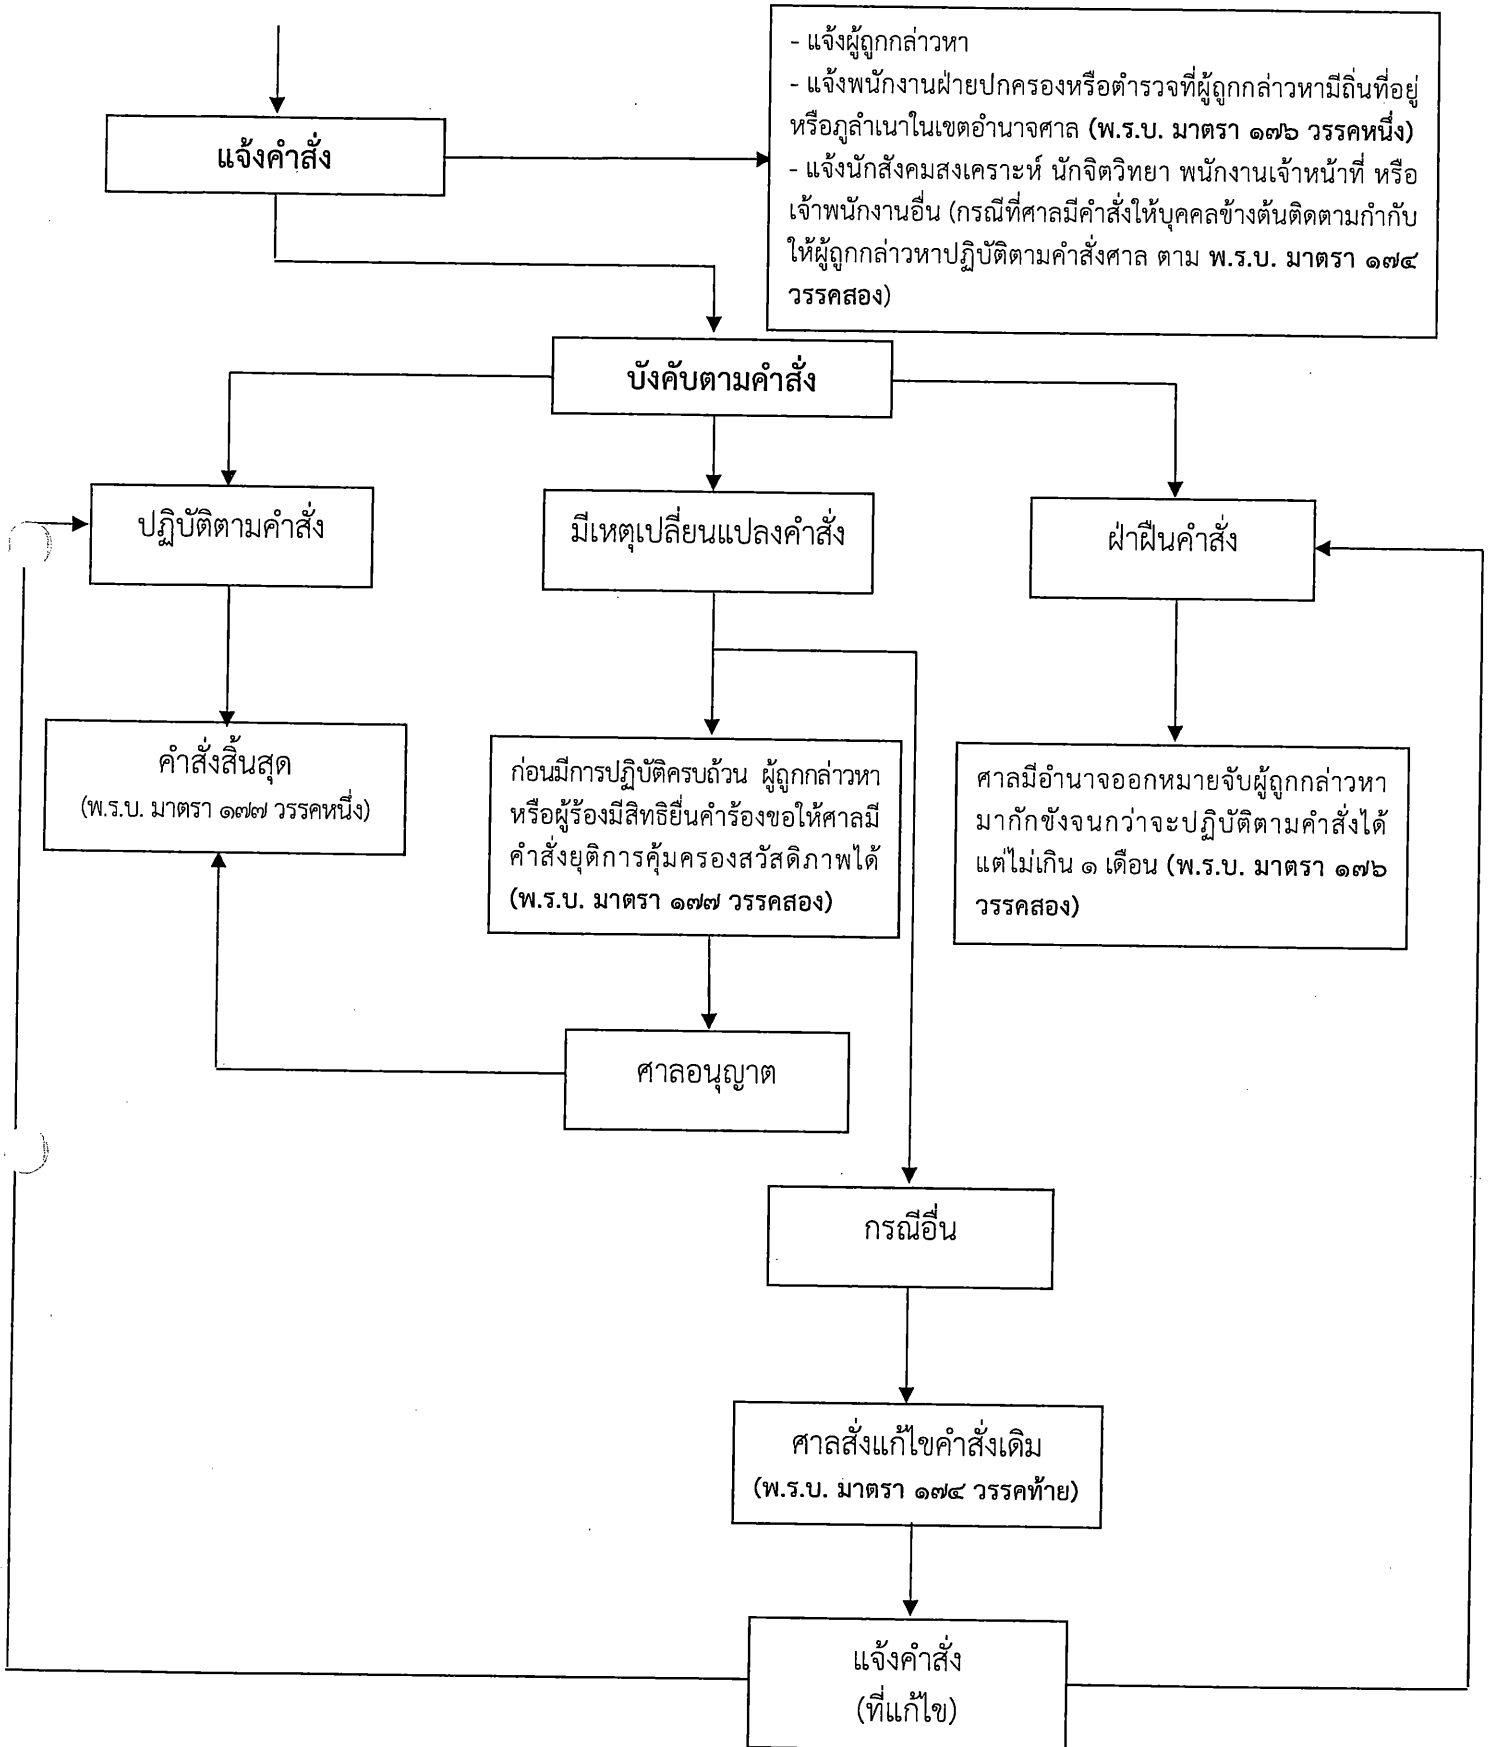 - แจ้งผู้ถูกกล่าวหา
- แจ้งพนักงานฝ่ายปกครองหรือตำรวจที่ผู้ถูกกล่าวหามีถิ่นที่อยู่
หรือภูลำเนาในเขตอำนาจศาล (พ.ร.บ. มาตรา ๑๗๖ วรรคหนึ่ง)
- แจ้งนักสังคมสงเคราะห์ นักจิตวิทยา พนักงานเจ้าหน้าที่ หรือ
เจ้าพนักงานอื่น (กรณีที่ศาลมีคำสั่งให้บุคคลข้างต้นติดตามกำกับ
ให้ผู้ถูกกล่าวหาปฏิบัติตามคำสั่งศาล ตาม พ.ร.บ. มาตรา ๑๗๔
วรรคสอง)
แจ้งคำสั่ง
บังคับตามคำสั่ง
ปฏิบัติตามคำสั่ง
มีเหตุเปลี่ยนแปลงคำสั่ง
ฝ่าฝืนคำสั่ง
คำสั่งสิ้นสุด
(พ.ร.บ. มาตรา ๑๗๗ วรรคหนึ่ง)
ก่อนมีการปฏิบัติครบถ้วน ผู้ถูกกล่าวหา
หรือผู้ร้องมีสิทธิยื่นคำร้องขอให้ศาลมี
คำสั่งยุติการคุ้มครองสวัสดิภาพได้
(พ.ร.บ. มาตรา ๑๗๗ วรรคสอง)
ศาลมีอำนาจออกหมายจับผู้ถูกกล่าวหา
มากักขังจนกว่าจะปฏิบัติตามคำสั่งได้
แต่ไม่เกิน ๑ เดือน (พ.ร.บ. มาตรา ๑๗๖
วรรคสอง)
ศาลอนุญาต
กรณีอื่น
ศาลสั่งแก้ไขคำสั่งเดิม
(พ.ร.บ. มาตรา ๑๗๔ วรรคท้าย)
แจ้งคำสั่ง
(ที่แก้ไข)